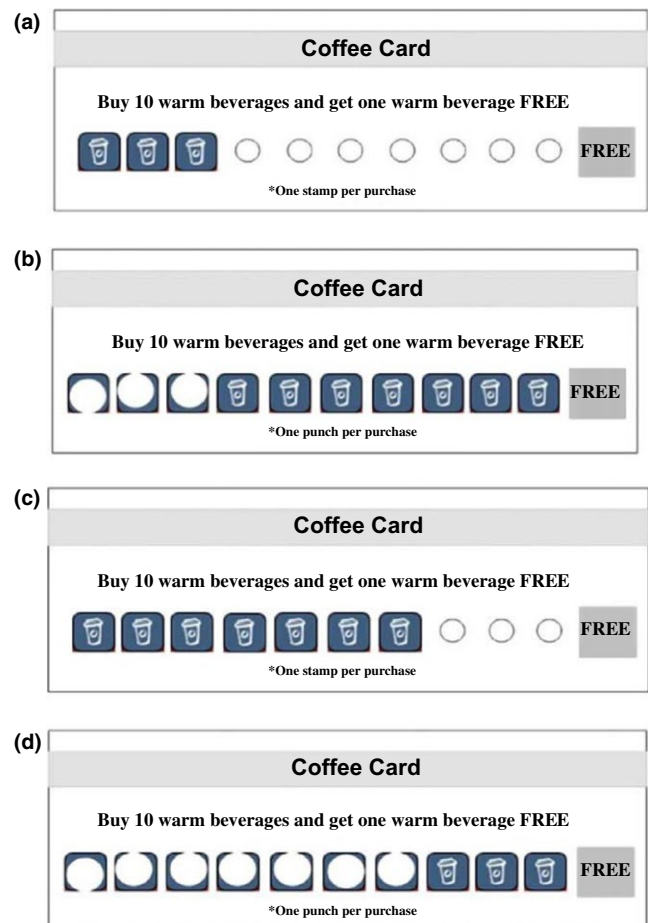 (a)
Coffee Card
Buy 10 warm beverages and get one warm beverage FREE
FREE
*One stamp per purchase
(b)
Coffee Card
Buy 10 warm beverages and get one warm beverage FREE
FREE
*One punch per purchase
(c)
Coffee Card
Buy 10 warm beverages and get one warm beverage FREE
FREE
*One stamp per purchase
(d)
Coffee Card
Buy 10 warm beverages and get one warm beverage FREE
FREE
*One punch per purchase